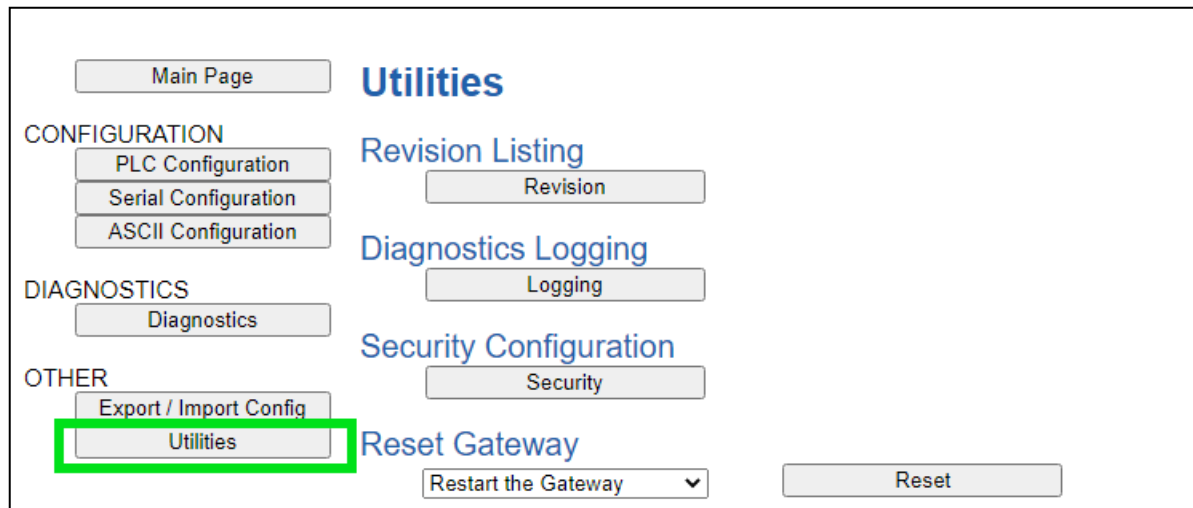 Main Page
CONFIGURATION
PLC Configuration
Serial Configuration
ASCII Configuration
DIAGNOSTICS
Diagnostics
OTHER
Export / Import Config
Utilities
Utilities
Revision Listing
Revision
Diagnostics Logging
Logging
Security Configuration
Security
Reset Gateway
Restart the Gateway
Reset